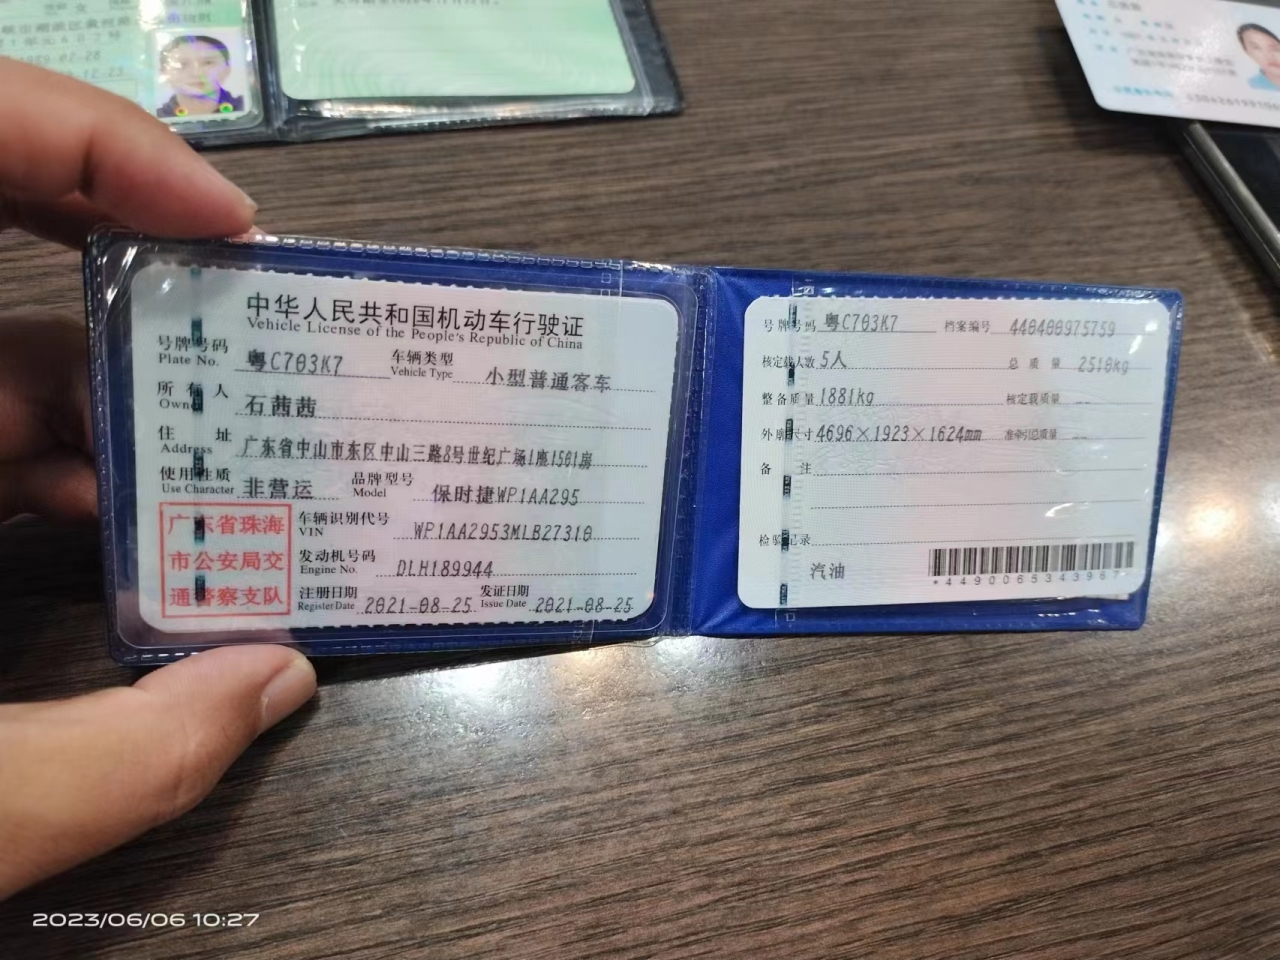 中华人民共和国机动车行驶证
Vehicle License of the People's Republic of China
号牌号码 粤C703K7 车辆类型 小型普通客车
Plate No. Vehicle Type
所有人 石茜茜
Owner
住址 广东省中山市东区中山三路8号世纪广场1座1501房
Address
使用性质 非营运 品牌型号 保时捷WP1AA295
Use Character Model
广东省珠海
市公安局交
通警察支队
车辆识别代号 WP1AA2953MLB27310
VIN
发动机号码 DLH189944
Engine No.
注册日期 2021-08-25 发证日期 2021-08-25
Register Date Issue Date
号牌号码 粤C703K7 档案编号 440400975759
核定载人数 5人 总质量 2510kg
整备质量 1881kg 核定载质量 --
外廓尺寸 4696×1923×1624mm 准牵引总质量 --
备注
检验记录
汽油
*4490065343967*
2023/06/06 10:27